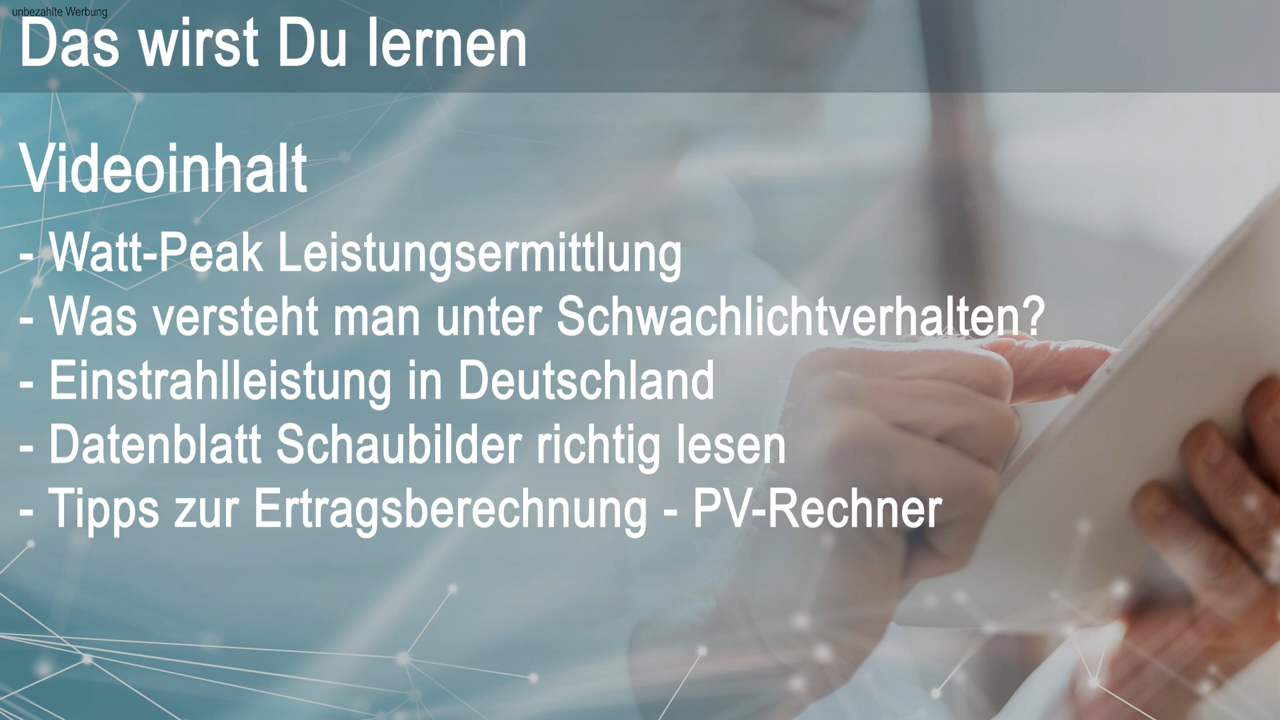 unbezahlte Werbung
Das wirst Du lernen
Videoinhalt
- Watt-Peak Leistungsermittlung
- Was versteht man unter Schwachlichtverhalten?
- Einstrahlleistung in Deutschland
- Datenblatt Schaubilder richtig lesen
- Tipps zur Ertragsberechnung - PV-Rechner